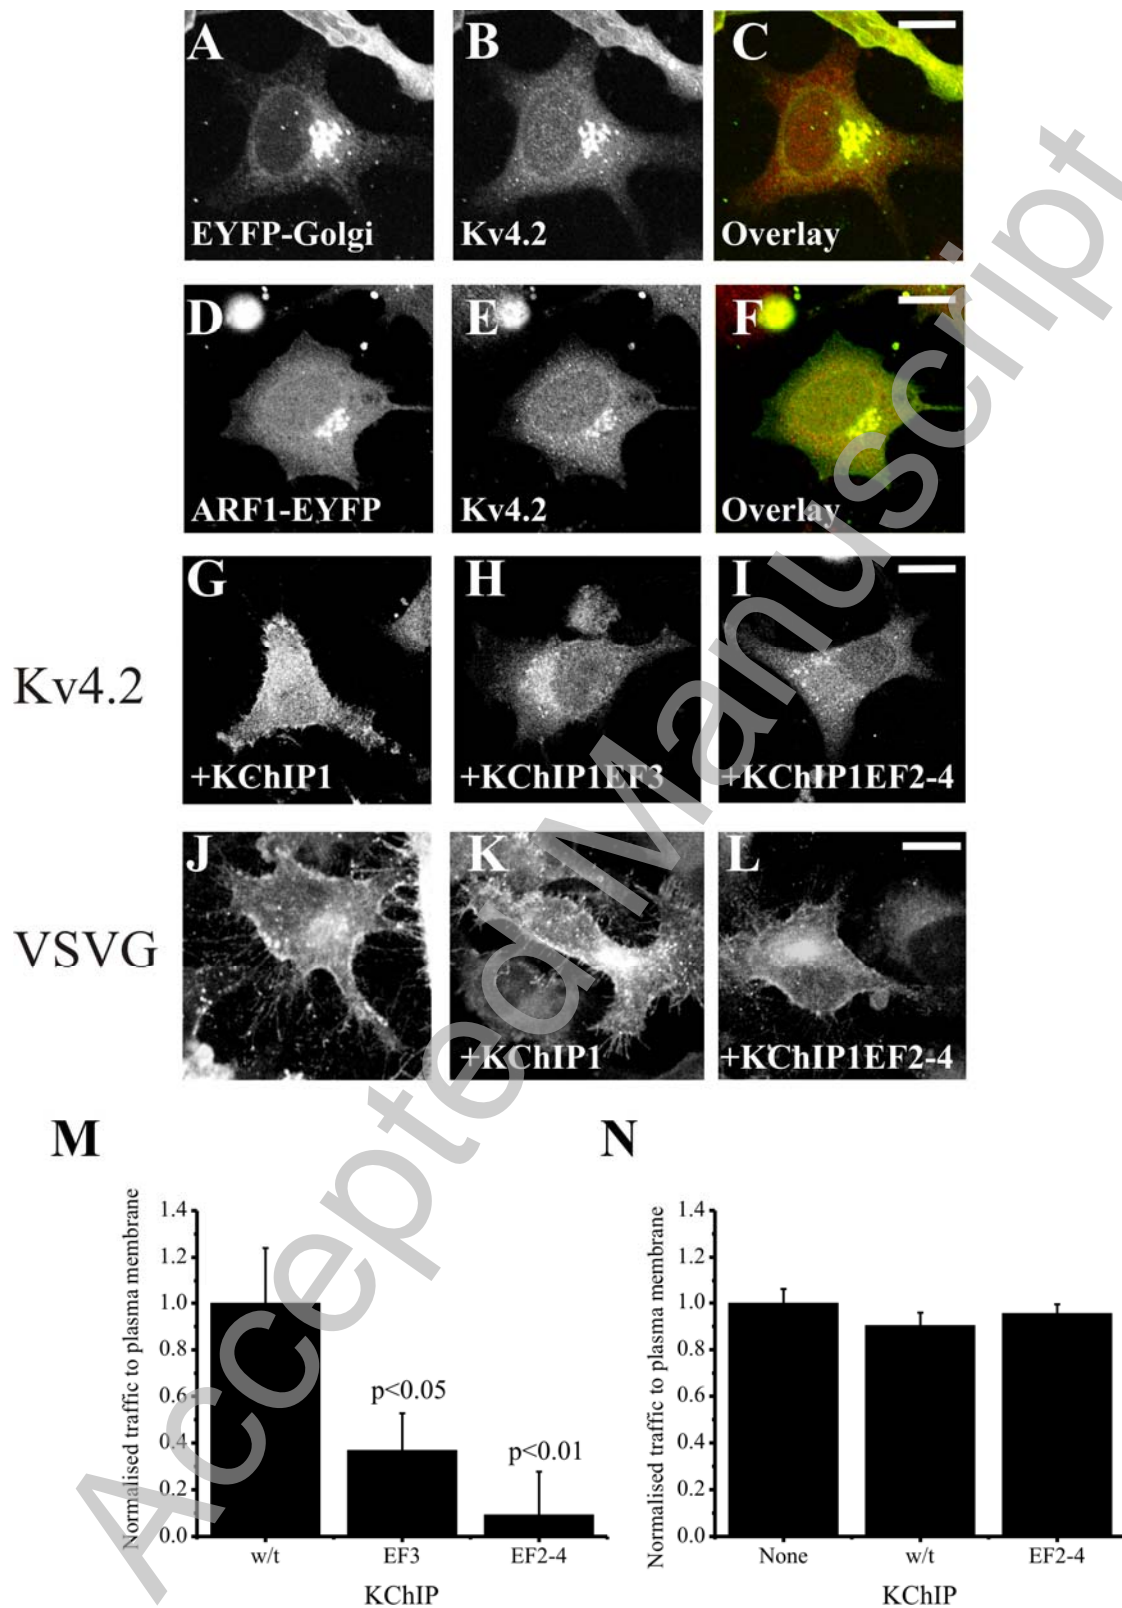 A B C
EYFP-Golgi Kv4.2 Overlay
D E F
ARF1-EYFP Kv4.2 Overlay
G H I
Kv4.2
+KChIP1 +KChIP1EF3 +KChIP1EF2-4
J K L
VSVG
+KChIP1 +KChIP1EF2-4
M N
Normalised traffic to plasma membrane
1.4
1.2
1.0
0.8
0.6
0.4
0.2
0.0
p<0.05
p<0.01
w/t EF3 EF2-4
KChIP
Normalised traffic to plasma membrane
1.4
1.2
1.0
0.8
0.6
0.4
0.2
0.0
None w/t EF2-4
KChIP
Accepted Manuscript